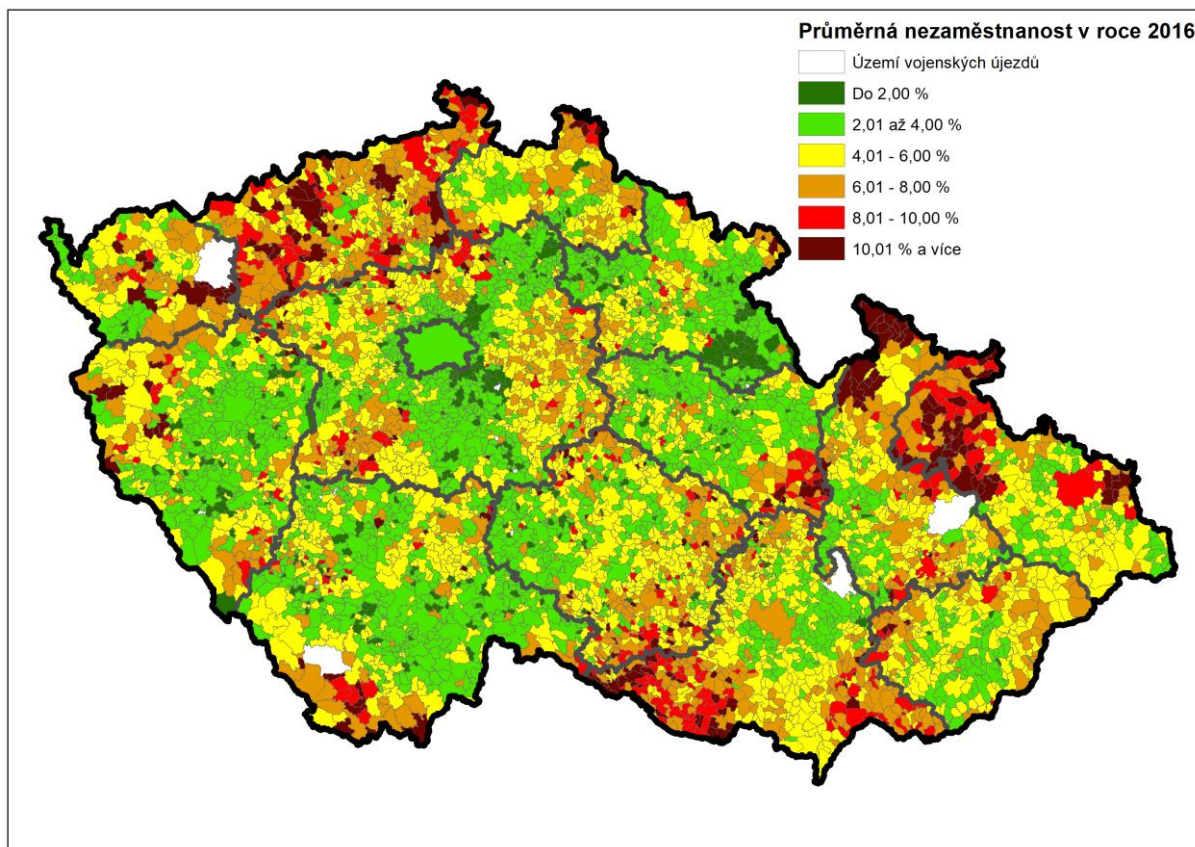 Průměrná nezaměstnanost v roce 2016
Území vojenských újezdů
Do 2,00 %
2,01 až 4,00 %
4,01 - 6,00 %
6,01 - 8,00 %
8,01 - 10,00 %
10,01 % a více